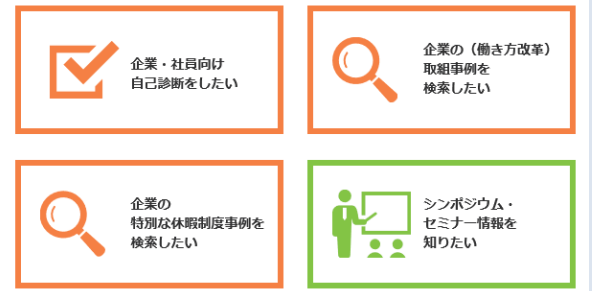 企業・社員向け
自己診断をしたい
企業の（働き方改革）
取組事例を
検索したい
企業の
特別な休暇制度事例を
検索したい
シンポジウム・
セミナー情報を
知りたい